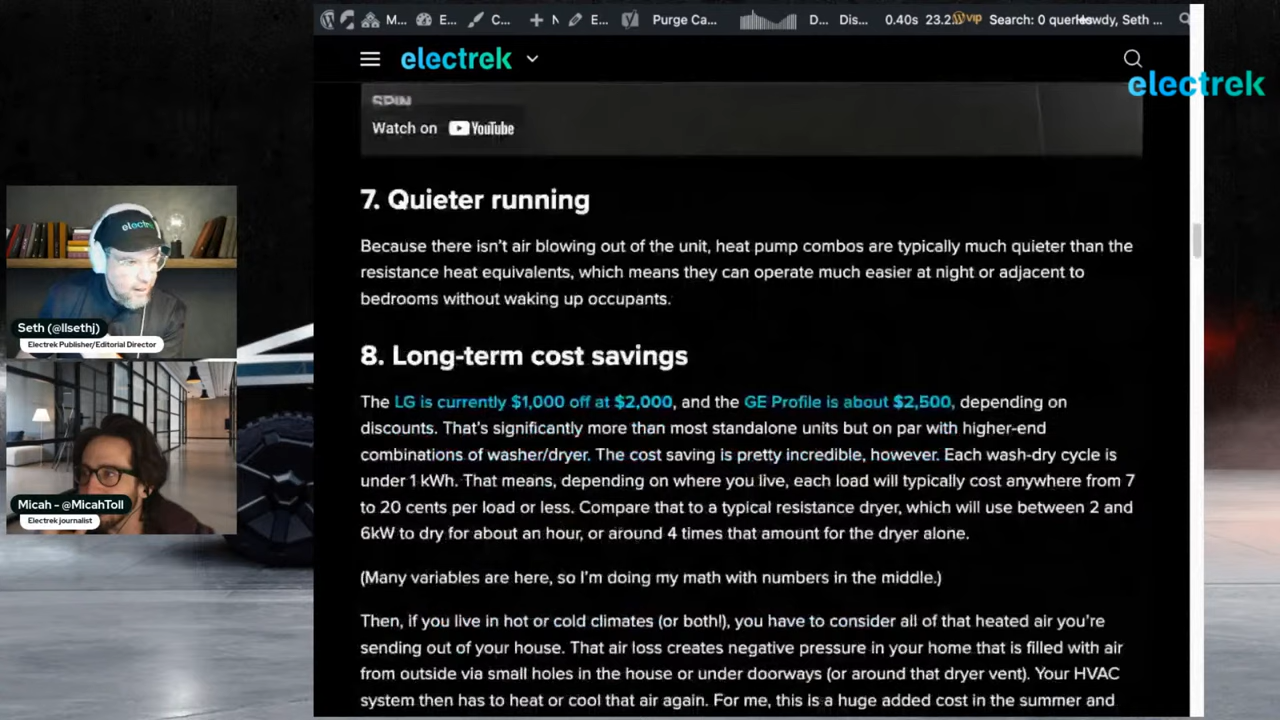 M... E... C... + N E... Purge Ca... D... Dis... 0.40s 23.2 VIP Search: 0 queries Howdy, Seth ...
electrek
electrek
SPIN
Watch on YouTube
7. Quieter running
Because there isn't air blowing out of the unit, heat pump combos are typically much quieter than the
resistance heat equivalents, which means they can operate much easier at night or adjacent to
bedrooms without waking up occupants.
8. Long-term cost savings
The LG is currently $1,000 off at $2,000, and the GE Profile is about $2,500, depending on
discounts. That's significantly more than most standalone units but on par with higher-end
combinations of washer/dryer. The cost saving is pretty incredible, however. Each wash-dry cycle is
under 1 kWh. That means, depending on where you live, each load will typically cost anywhere from 7
to 20 cents per load or less. Compare that to a typical resistance dryer, which will use between 2 and
6kW to dry for about an hour, or around 4 times that amount for the dryer alone.
(Many variables are here, so I'm doing my math with numbers in the middle.)
Then, if you live in hot or cold climates (or both!), you have to consider all of that heated air you're
sending out of your house. That air loss creates negative pressure in your home that is filled with air
from outside via small holes in the house or under doorways (or around that dryer vent). Your HVAC
system then has to heat or cool that air again. For me, this is a huge added cost in the summer and
electrek
Seth (@llsethj)
Electrek Publisher/Editorial Director
Micah - @MicahToll
Electrek journalist